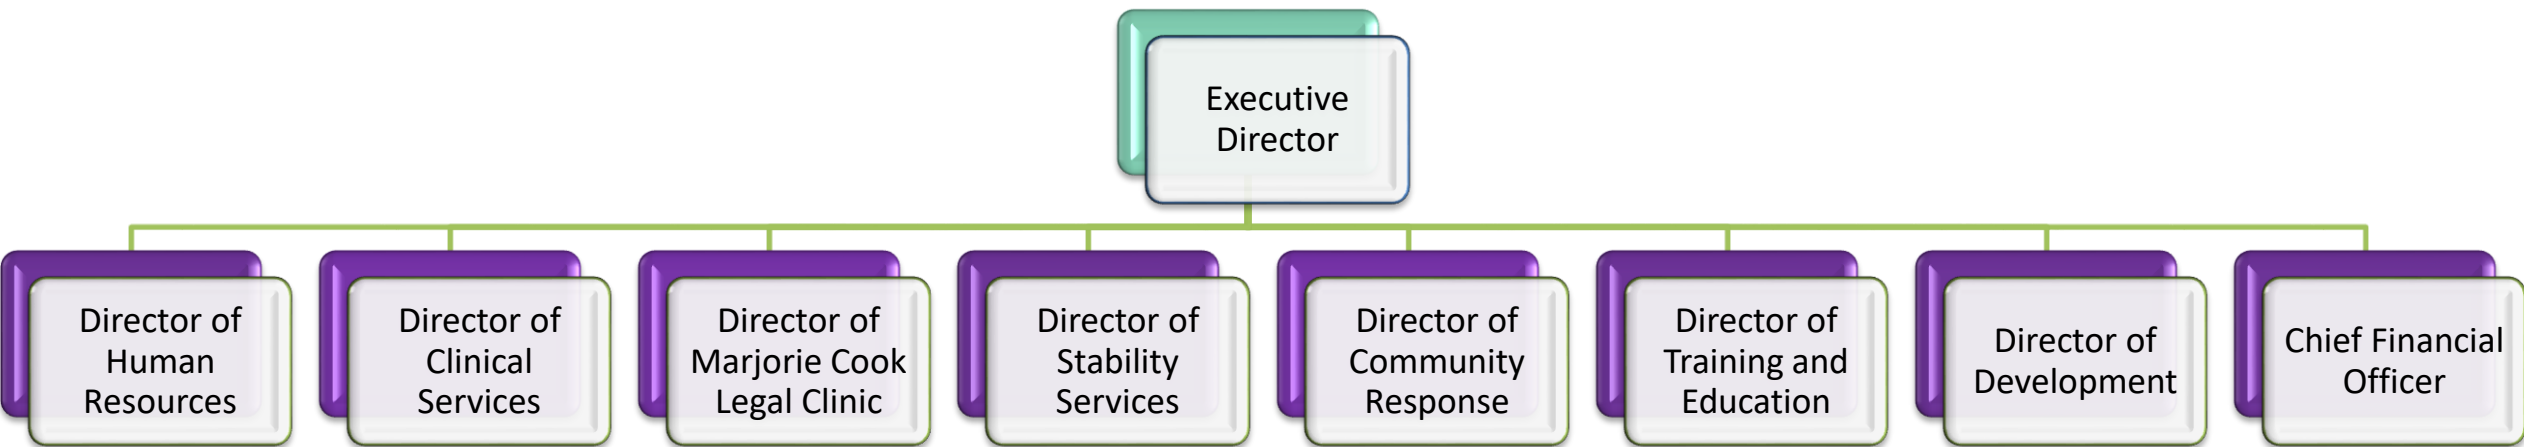 Executive
Director
Director of
Human
Resources
Director of
Clinical
Services
Director of
Marjorie Cook
Legal Clinic
Director of
Stability
Services
Director of
Community
Response
Director of
Training and
Education
Director of
Development
Chief Financial
Officer